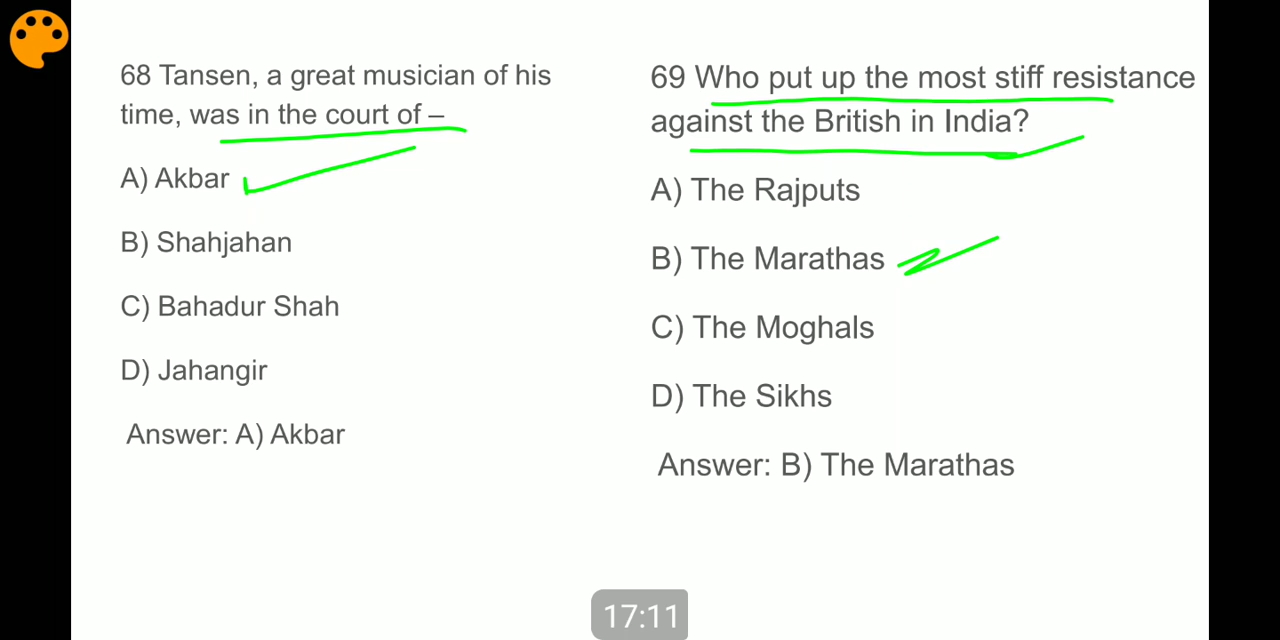 68 Tansen, a great musician of his
time, was in the court of –
A) Akbar
B) Shahjahan
C) Bahadur Shah
D) Jahangir
Answer: A) Akbar
69 Who put up the most stiff resistance
against the British in India?
A) The Rajputs
B) The Marathas
C) The Moghals
D) The Sikhs
Answer: B) The Marathas
17:11